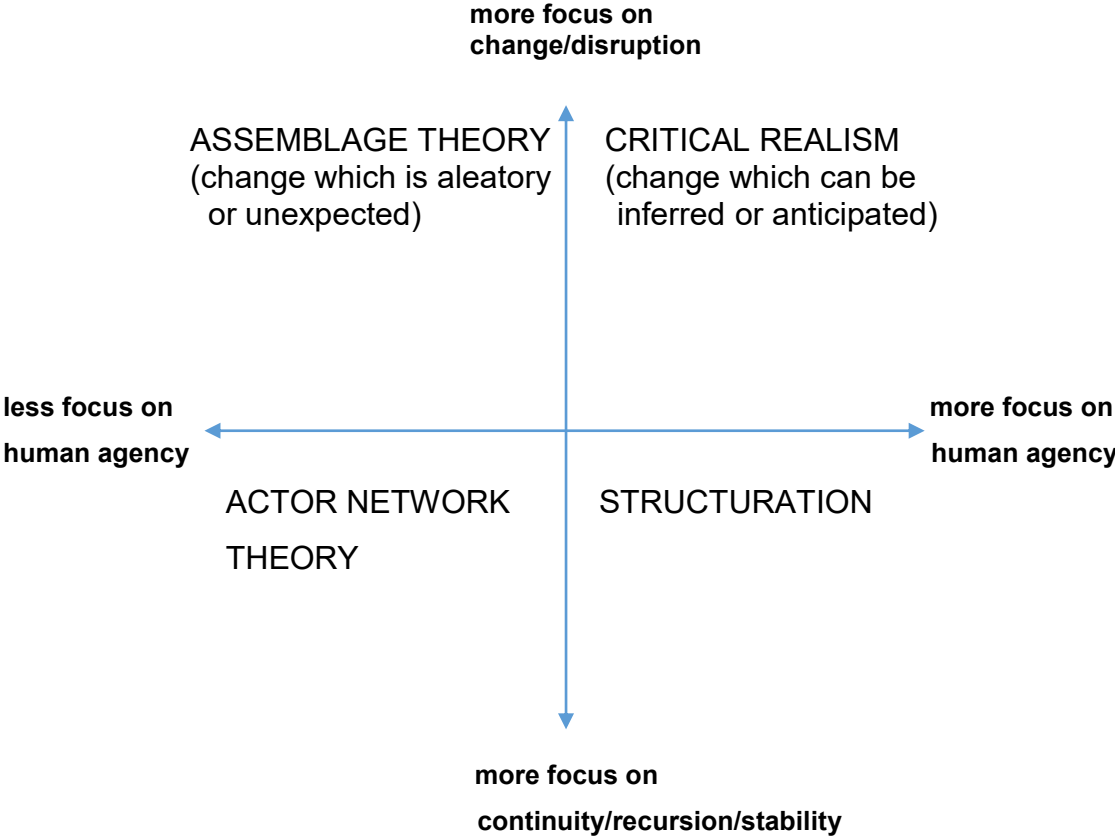 more focus on
change/disruption
ASSEMBLAGE THEORY
(change which is aleatory
or unexpected)
CRITICAL REALISM
(change which can be
inferred or anticipated)
less focus on
human agency
more focus on
human agency
ACTOR NETWORK
THEORY
STRUCTURATION
more focus on
continuity/recursion/stability